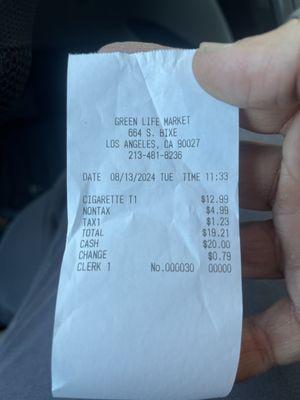 GREEN LIFE MARKET
664 S. BIXE
LOS ANGELES, CA 90027
213-481-8236
DATE 08/13/2024 TUE TIME 11:33
CIGARETTE T1 $12.99
NONTAX $4.99
TAX1 $1.23
TOTAL $19.21
CASH $20.00
CHANGE $0.79
CLERK 1 No.000030 00000